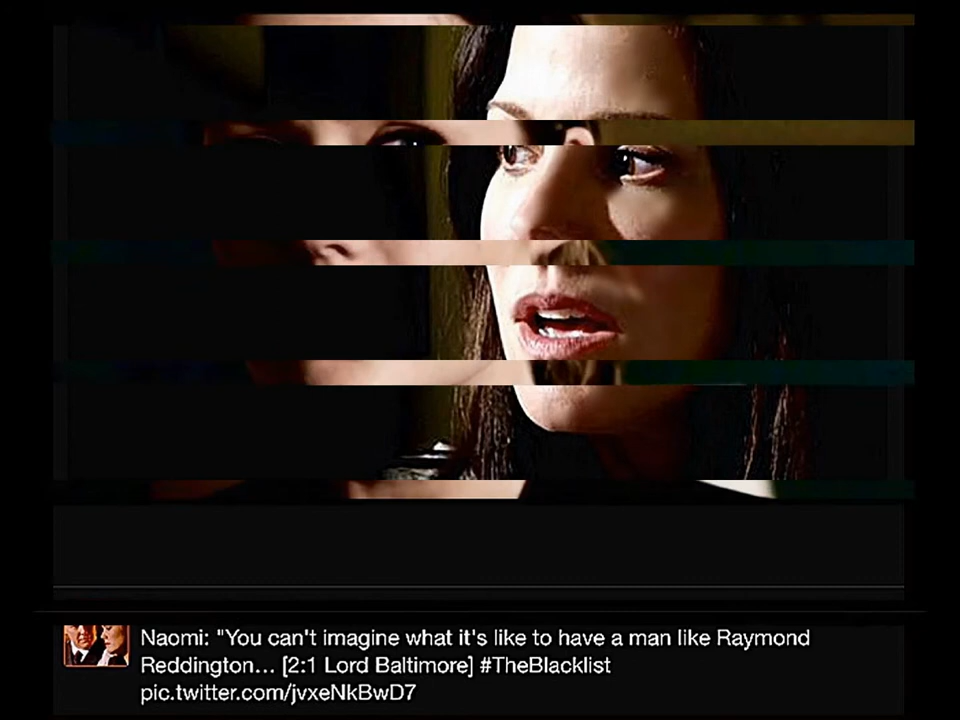 Naomi: "You can't imagine what it's like to have a man like Raymond
Reddington... [2:1 Lord Baltimore] #TheBlacklist
pic.twitter.com/jvxeNkBwD7